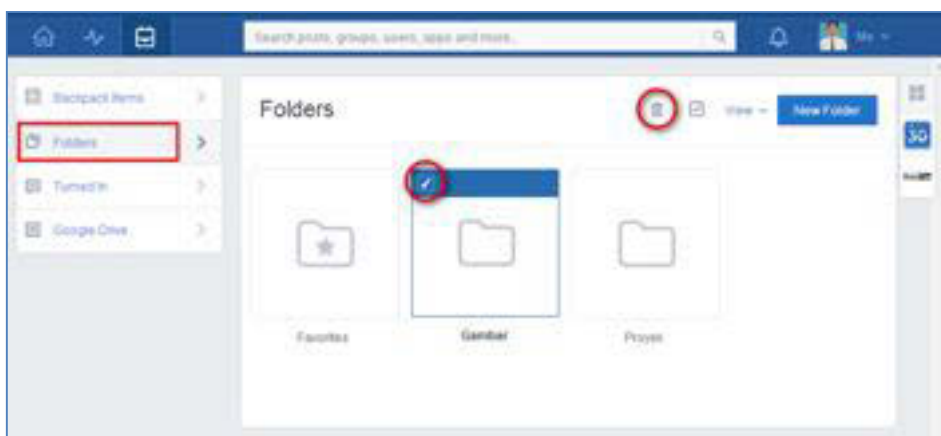 Search posts, groups, users, apps and more...
Me
Backpack Items
Folders
Turned In
Google Drive
Folders
View
New Folder
30
Favorites
Gambar
Proyek